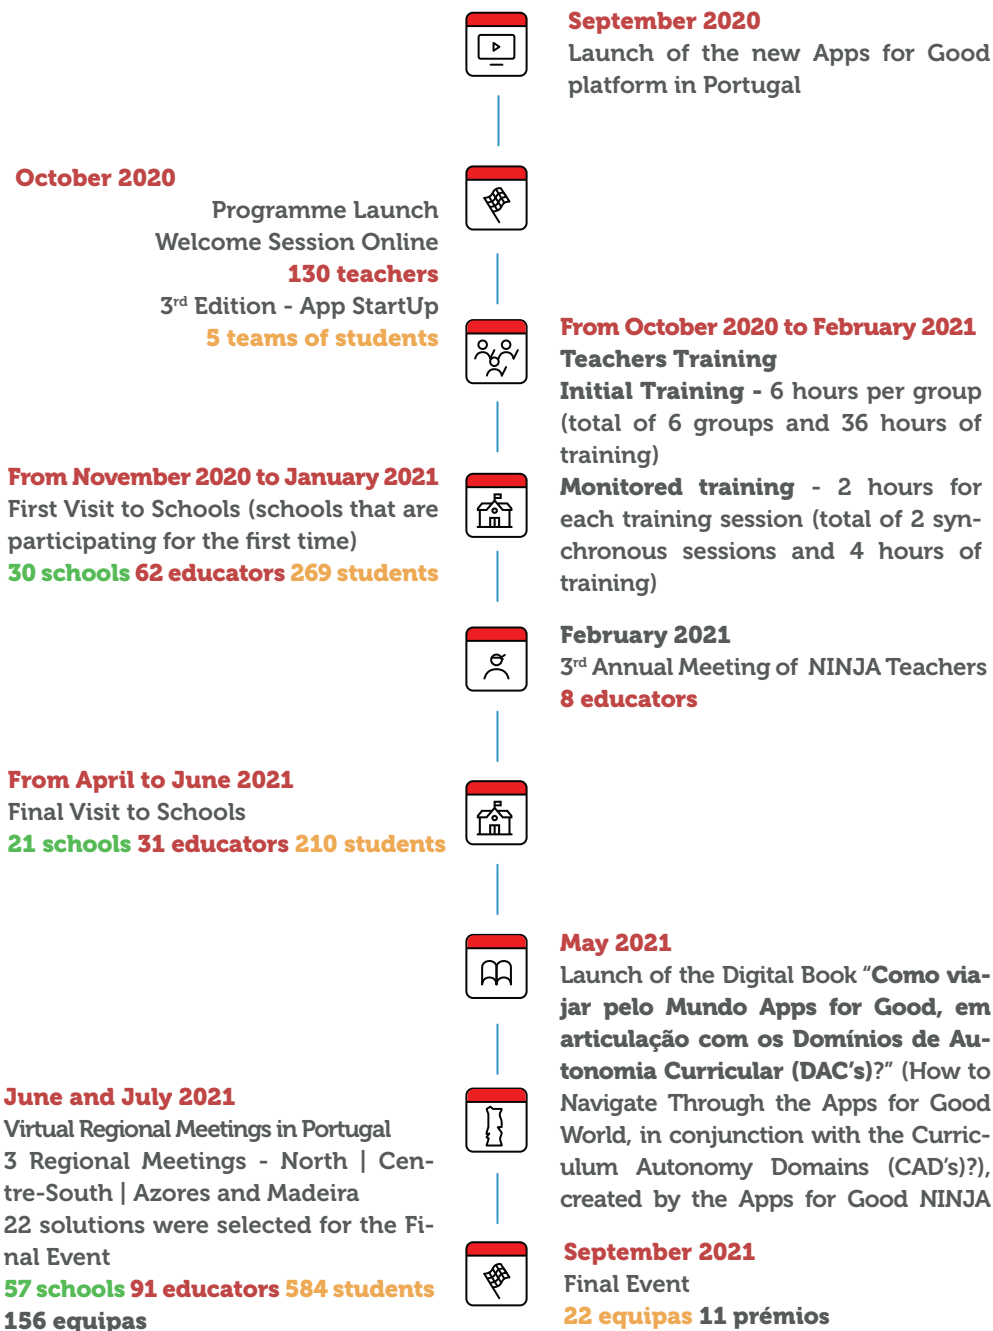 September 2020
Launch of the new Apps for Good
platform in Portugal
October 2020
Programme Launch
Welcome Session Online
130 teachers
3rd Edition - App StartUp
5 teams of students
From October 2020 to February 2021
Teachers Training
Initial Training - 6 hours per group
(total of 6 groups and 36 hours of
training)
Monitored training - 2 hours for
each training session (total of 2 syn-
chronous sessions and 4 hours of
training)
From November 2020 to January 2021
First Visit to Schools (schools that are
participating for the first time)
30 schools 62 educators 269 students
February 2021
3rd Annual Meeting of NINJA Teachers
8 educators
From April to June 2021
Final Visit to Schools
21 schools 31 educators 210 students
May 2021
Launch of the Digital Book “Como via-
jar pelo Mundo Apps for Good, em
articulação com os Domínios de Au-
tonomia Curricular (DAC’s)?” (How to
Navigate Through the Apps for Good
World, in conjunction with the Curric-
ulum Autonomy Domains (CAD’s)?),
created by the Apps for Good NINJA
June and July 2021
Virtual Regional Meetings in Portugal
3 Regional Meetings - North | Cen-
tre-South | Azores and Madeira
22 solutions were selected for the Fi-
nal Event
57 schools 91 educators 584 students
156 equipas
September 2021
Final Event
22 equipas 11 prémios